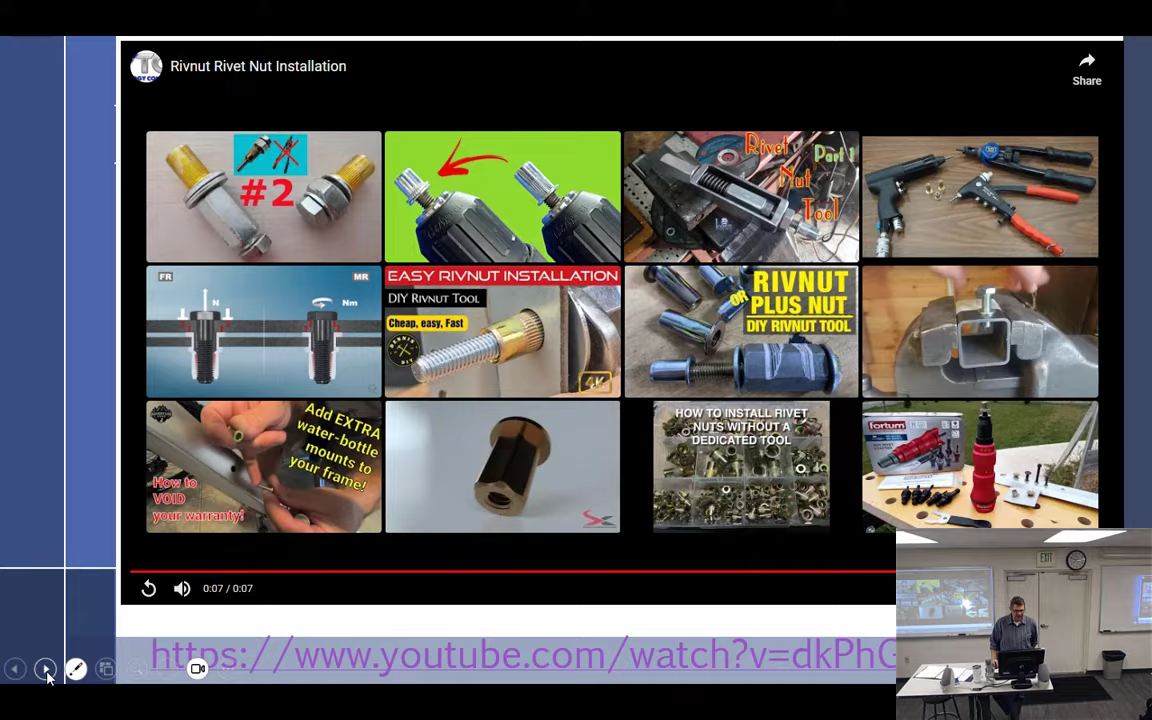 Rivnut Rivet Nut Installation
Share
#2
Rivet
Nut
Tool
Part 1
FR
MR
N
Nm
EASY RIVNUT INSTALLATION
DIY RIVNUT TOOL
Cheap, easy, Fast
4K
RIVNUT
OR
PLUS NUT
DIY RIVNUT TOOL
Add EXTRA
water-bottle
mounts to
your frame!
How to
VOID
your warranty?
HOW TO INSTALL RIVET
NUTS WITHOUT A
DEDICATED TOOL
fortum
EXIT
0:07 / 0:07
https://www.youtube.com/watch?v=dkPhG